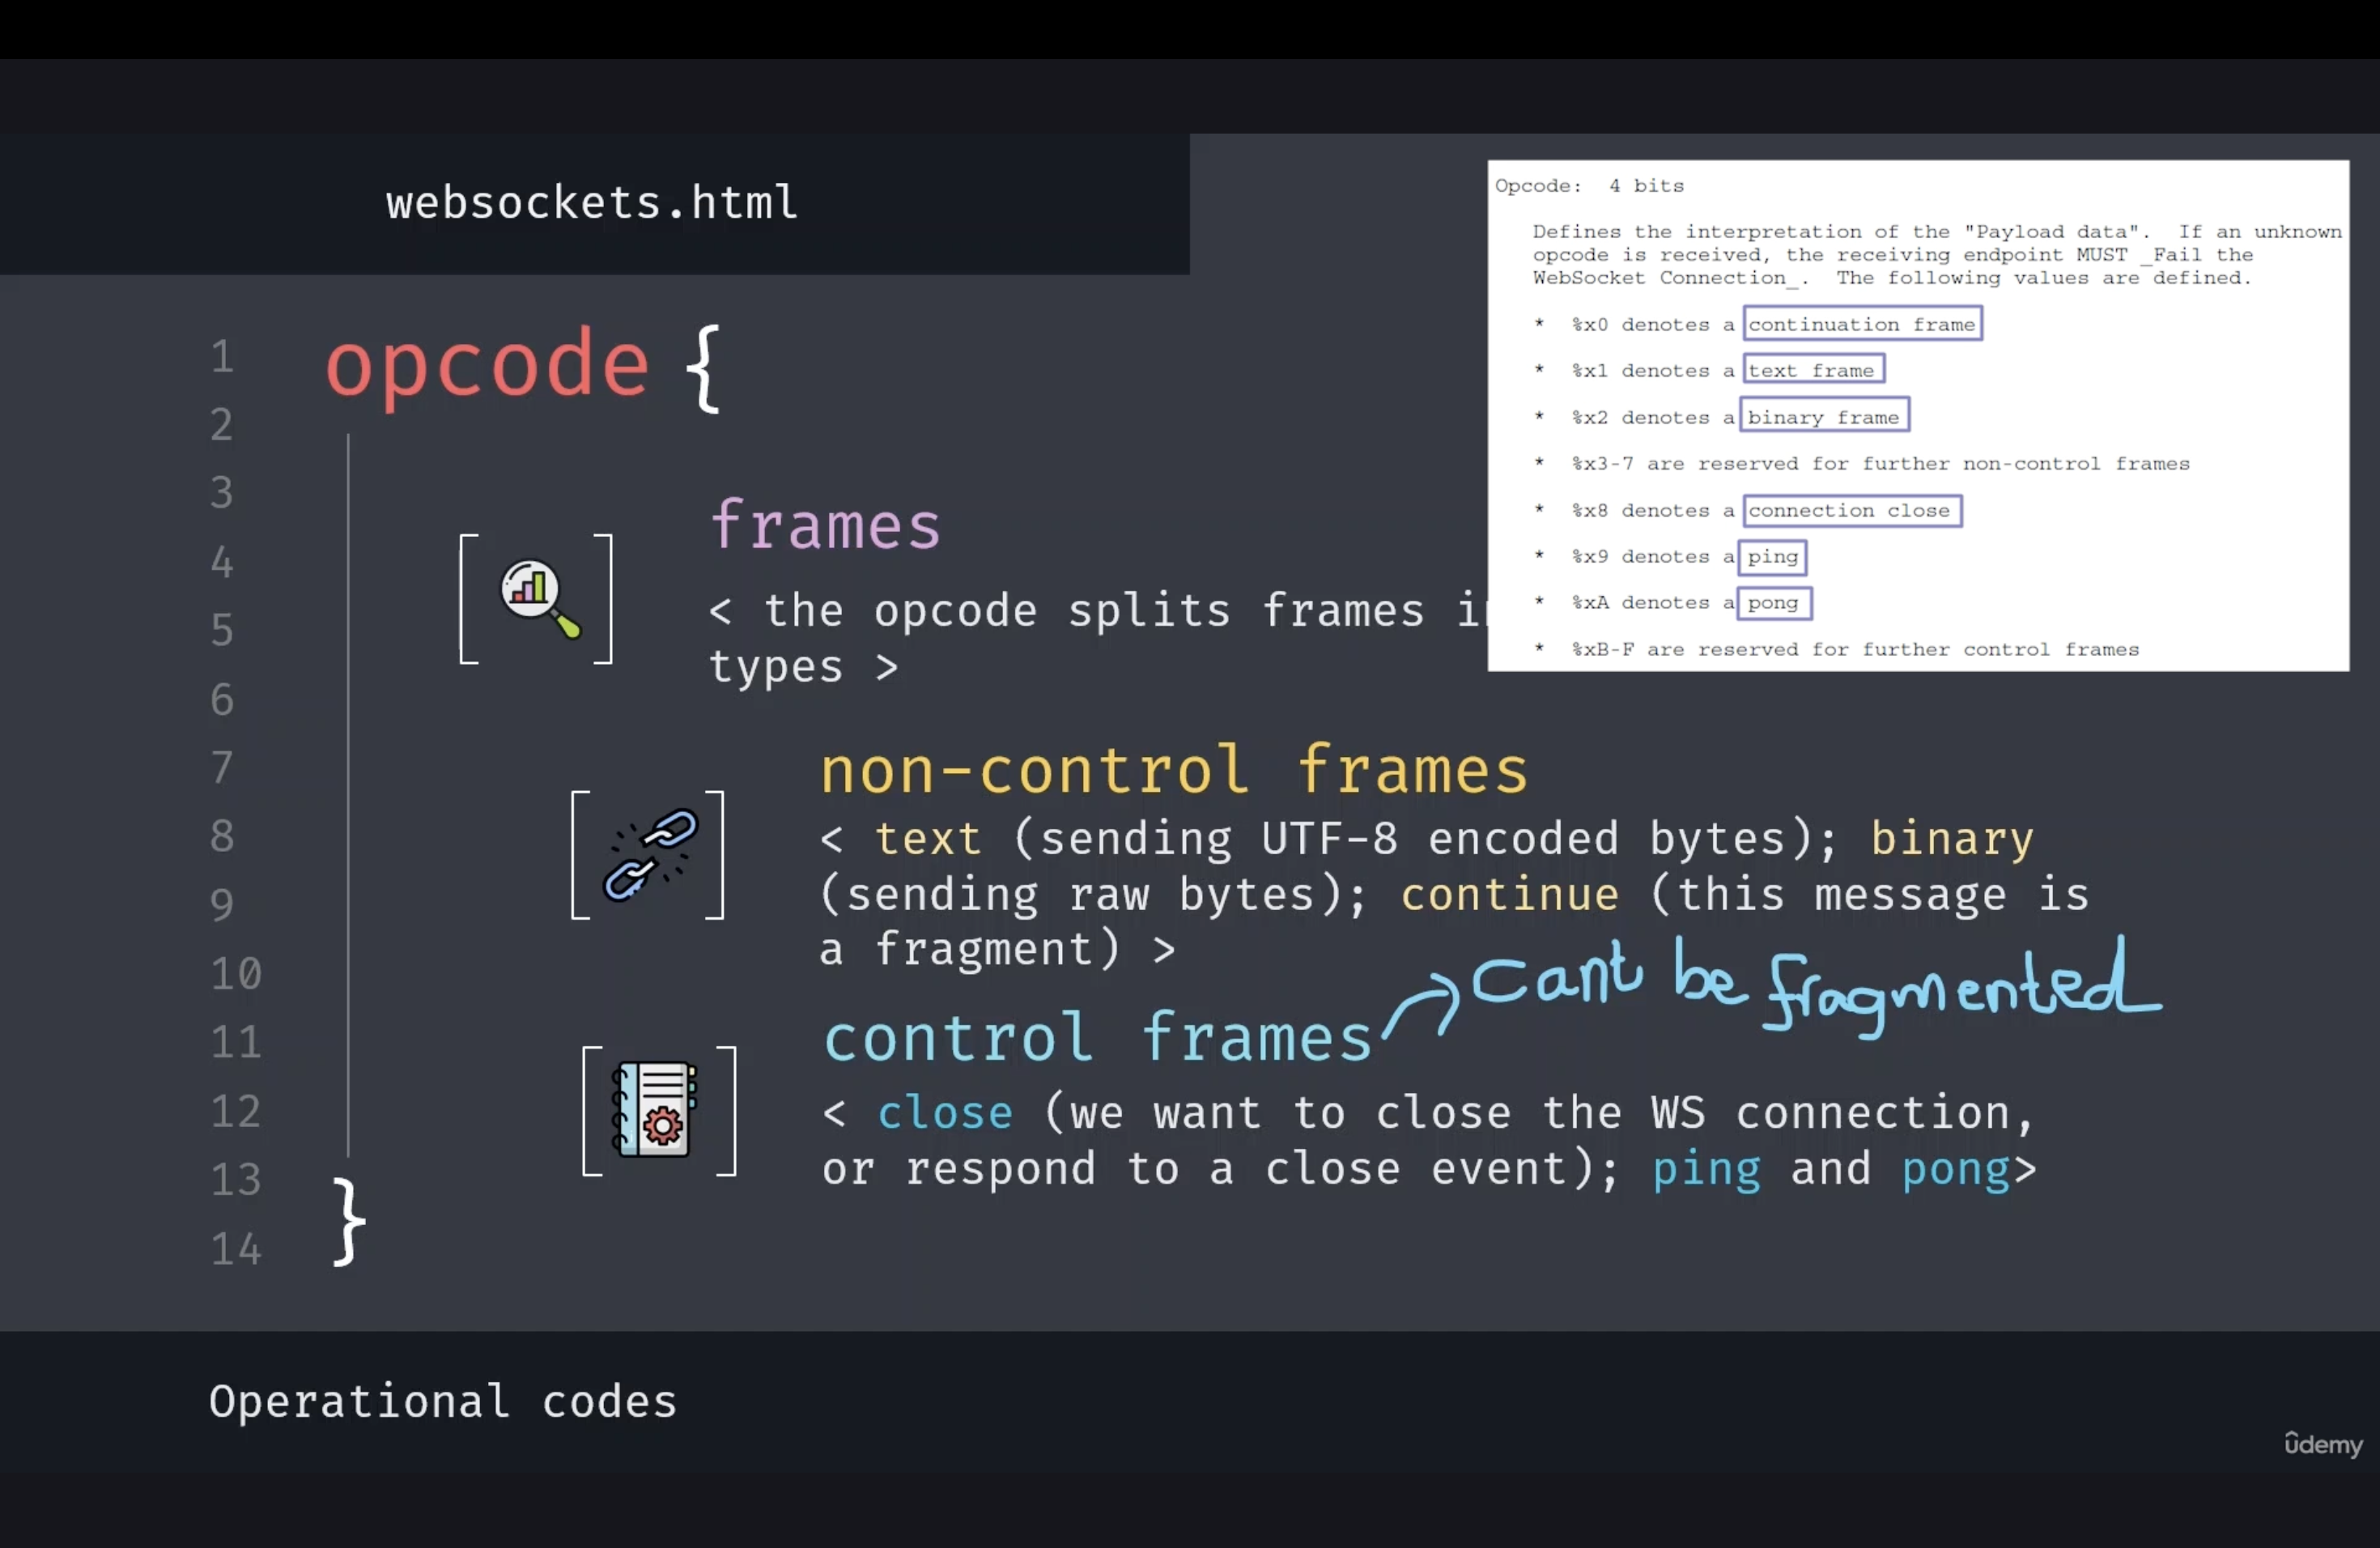 websockets.html
Opcode:  4 bits
Defines the interpretation of the "Payload data".  If an unknown
opcode is received, the receiving endpoint MUST _Fail the
WebSocket Connection_.  The following values are defined.
*  %x0 denotes a continuation frame
*  %x1 denotes a text frame
*  %x2 denotes a binary frame
*  %x3-7 are reserved for further non-control frames
*  %x8 denotes a connection close
*  %x9 denotes a ping
*  %xA denotes a pong
*  %xB-F are reserved for further control frames
1
2
3
4
5
6
7
8
9
10
11
12
13
14
opcode {
frames
< the opcode splits frames
types >
non-control frames
< text (sending UTF-8 encoded bytes); binary
(sending raw bytes); continue (this message is
a fragment) >
cant be fragmented
control frames
< close (we want to close the WS connection,
or respond to a close event); ping and pong>
}
Operational codes
ûdemy